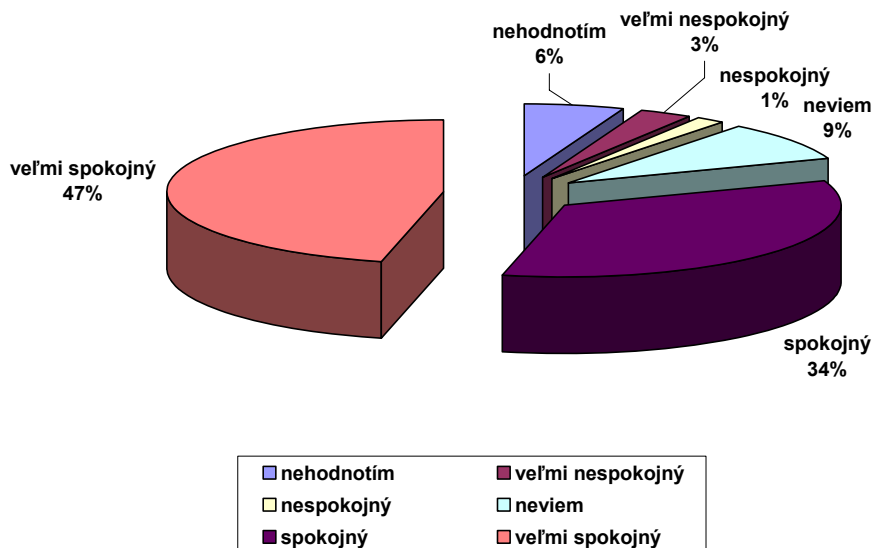 nehodnotím
6%
veľmi nespokojný
3%
nespokojný
1%
neviem
9%
veľmi spokojný
47%
spokojný
34%
nehodnotím
veľmi nespokojný
nespokojný
neviem
spokojný
veľmi spokojný